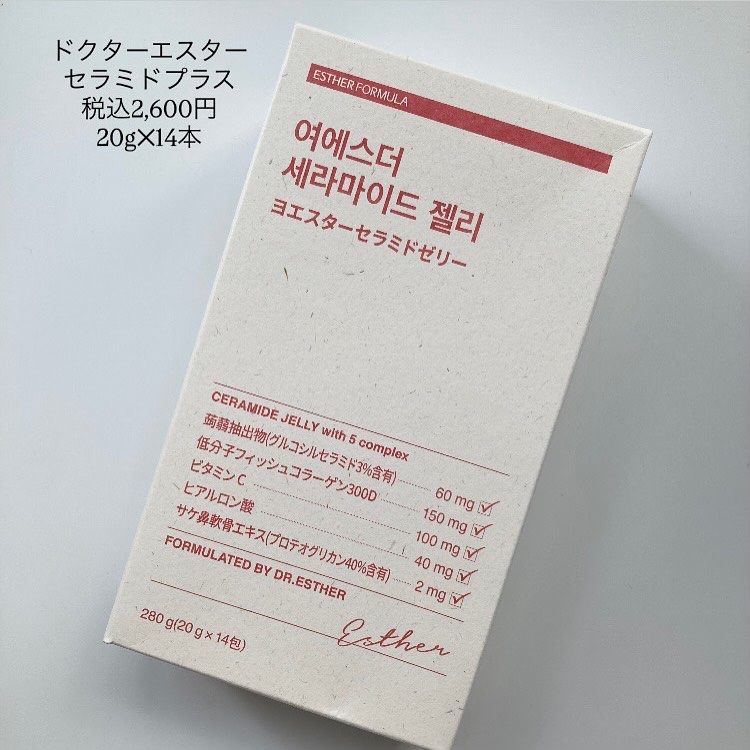 ドクターエスター
セラミドプラス
税込2,600円
20g✕14本
ESTHER FORMULA
여에스더
세라마이드 젤리
ヨエスターセラミドゼリー
CERAMIDE JELLY with 5 complex
蒟蒻抽出物(グルコシルセラミド3%含有) 60 mg
低分子フィッシュコラーゲン300D 150 mg
ビタミンC 100 mg
ヒアルロン酸 40 mg
サケ鼻軟骨エキス(プロテオグリカン40%含有) 2 mg
FORMULATED BY DR.ESTHER
280 g(20 g × 14包)
Esther